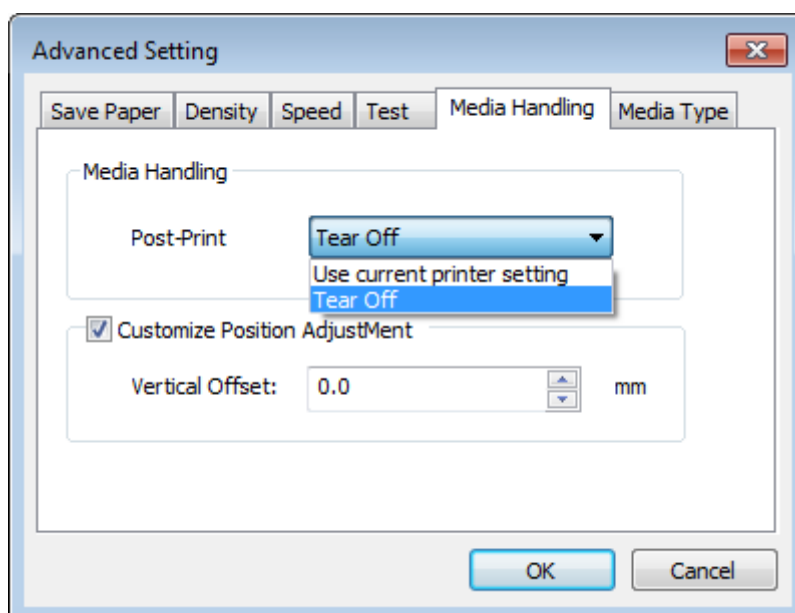 Advanced Setting
Save Paper Density Speed Test Media Handling Media Type
Media Handling
Post-Print Tear Off
Use current printer setting
Tear Off
Customize Position AdjustMent
Vertical Offset: 0.0 mm
OK Cancel